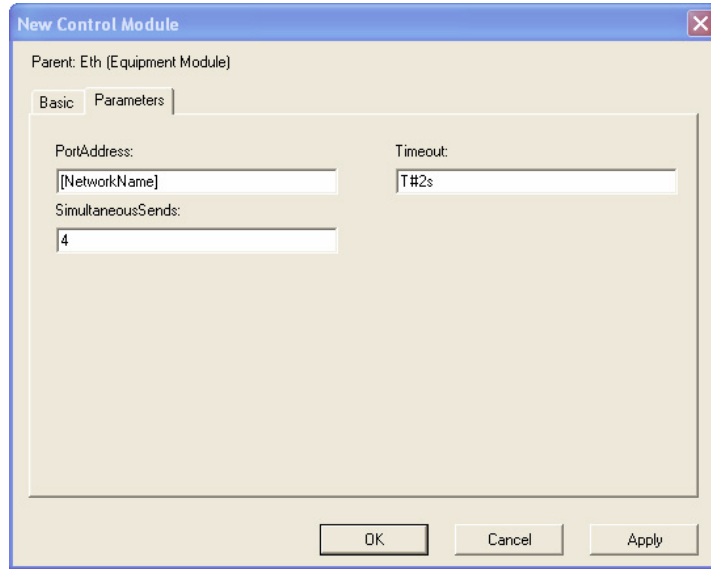 New Control Module
Parent: Eth (Equipment Module)
Basic Parameters
PortAddress: Timeout:
[NetworkName] T#2s
SimultaneousSends:
4
OK Cancel Apply